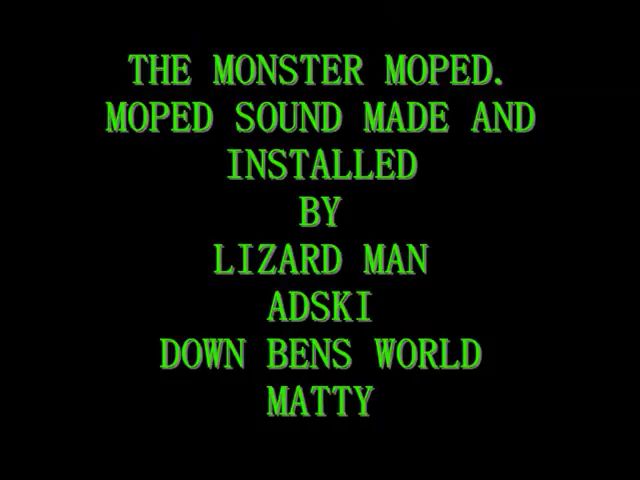 THE MONSTER MOPED.
MOPED SOUND MADE AND
INSTALLED
BY
LIZARD MAN
ADSKI
DOWN BENS WORLD
MATTY